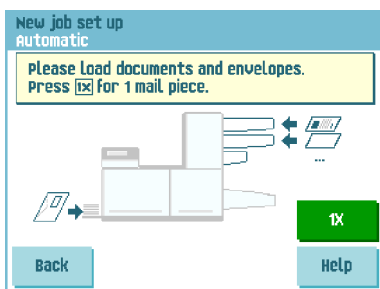 New job set up
Automatic
Please load documents and envelopes.
Press 1x for 1 mail piece.
...
1X
Back
Help